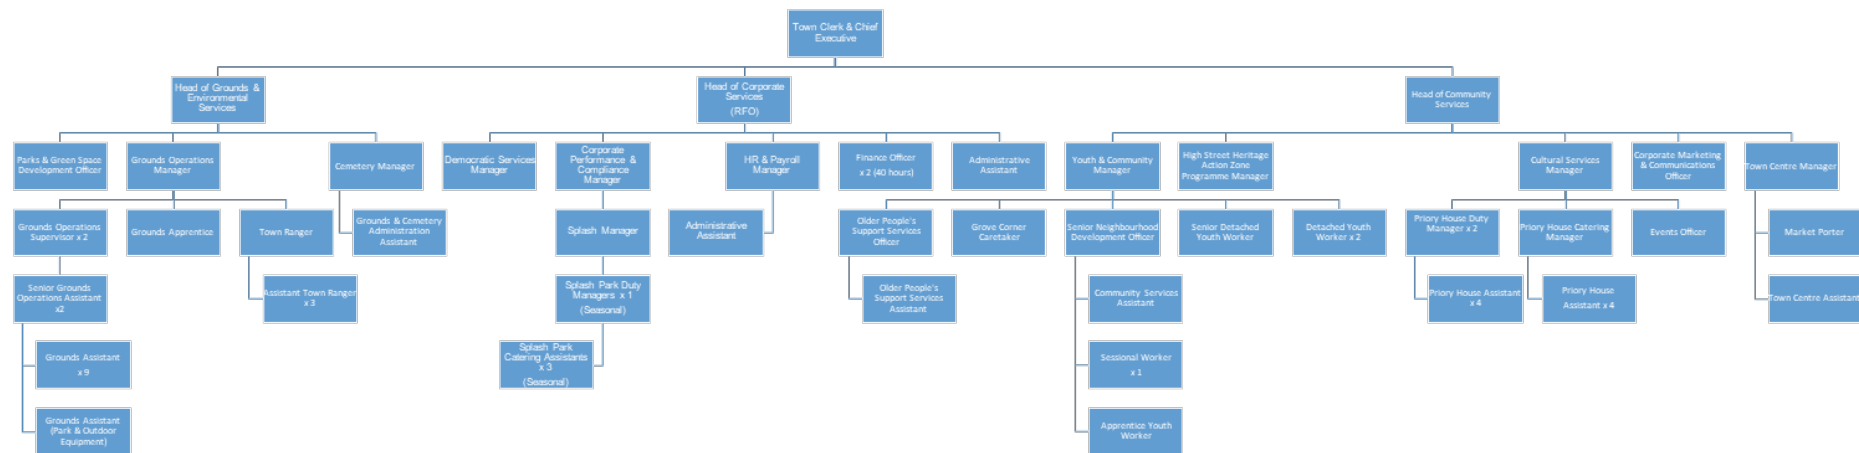 Town Clerk & Chief
Executive
Head of Grounds &
Environmental
Services
Head of Corporate
Services
(RFO)
Head of Community
Services
Parks & Green Space
Development Officer
Grounds Operations
Manager
Cemetery Manager
Democratic Services
Manager
Corporate
Performance &
Compliance
Manager
HR & Payroll
Manager
Finance Officer
x 2 (40 hours)
Administrative
Assistant
Youth & Community
Manager
High Street Heritage
Action Zone
Programme Manager
Cultural Services
Manager
Corporate Marketing
& Communications
Officer
Town Centre Manager
Grounds Operations
Supervisor x 2
Grounds Apprentice
Town Ranger
Grounds & Cemetery
Administration
Assistant
Splash Manager
Administrative
Assistant
Older People's
Support Services
Officer
Grove Corner
Caretaker
Senior Neighbourhood
Development Officer
Senior Detached
Youth Worker
Detached Youth
Worker x 2
Priory House Duty
Manager x 2
Priory House Catering
Manager
Events Officer
Market Porter
Senior Grounds
Operations Assistant
x2
Assistant Town Ranger
x 3
Splash Park Duty
Managers x 1
(Seasonal)
Older People's
Support Services
Assistant
Community Services
Assistant
Priory House Assistant
x 4
Priory House
Assistant x 4
Town Centre Assistant
Grounds Assistant
x 9
Splash Park
Catering Assistants
x 3
(Seasonal)
Sessional Worker
x 1
Grounds Assistant
(Park & Outdoor
Equipment)
Apprentice Youth
Worker